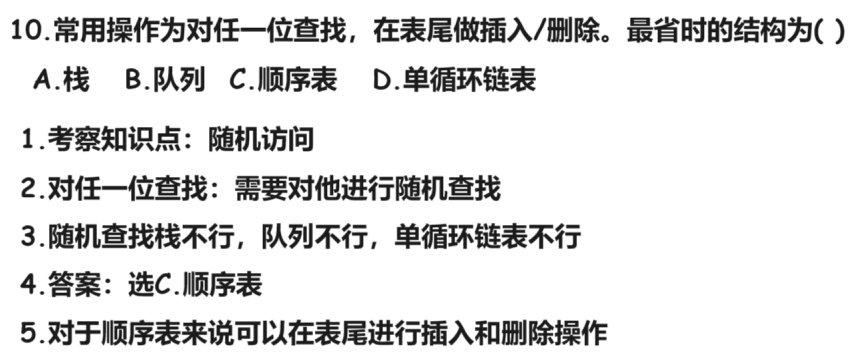 10.常用操作为对任一位查找，在表尾做插入/删除。最省时的结构为( )
A.栈 B.队列 C.顺序表 D.单循环链表
1.考察知识点：随机访问
2.对任一位查找：需要对他进行随机查找
3.随机查找栈不行，队列不行，单循环链表不行
4.答案：选C.顺序表
5.对于顺序表来说可以在表尾进行插入和删除操作